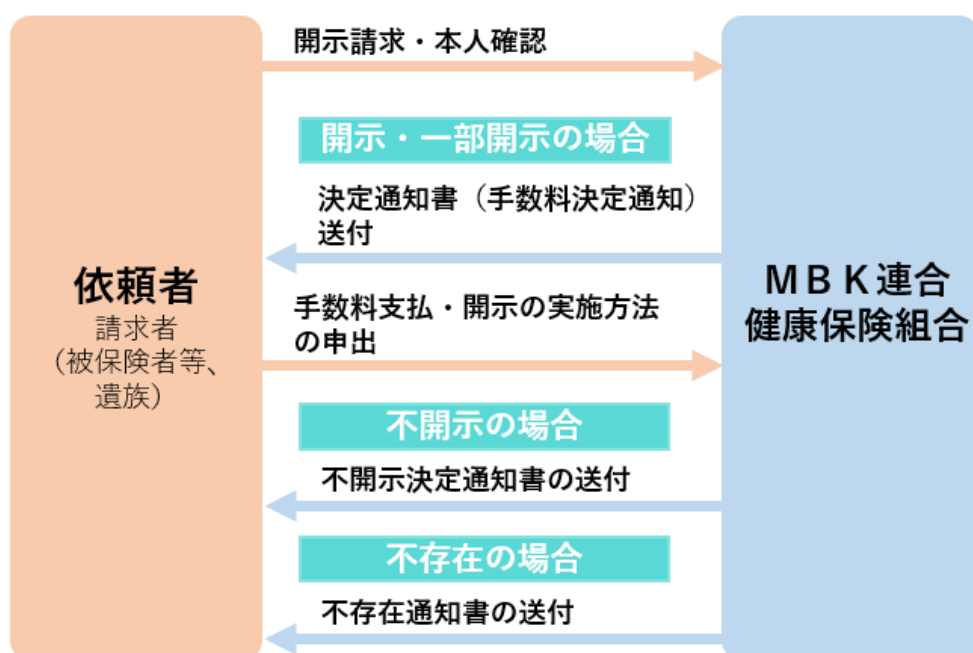 開示請求・本人確認
開示・一部開示の場合
決定通知書（手数料決定通知）
送付
依頼者
請求者
（被保険者等、
遺族）
ＭＢＫ連合
健康保険組合
手数料支払・開示の実施方法
の申出
不開示の場合
不開示決定通知書の送付
不存在の場合
不存在通知書の送付